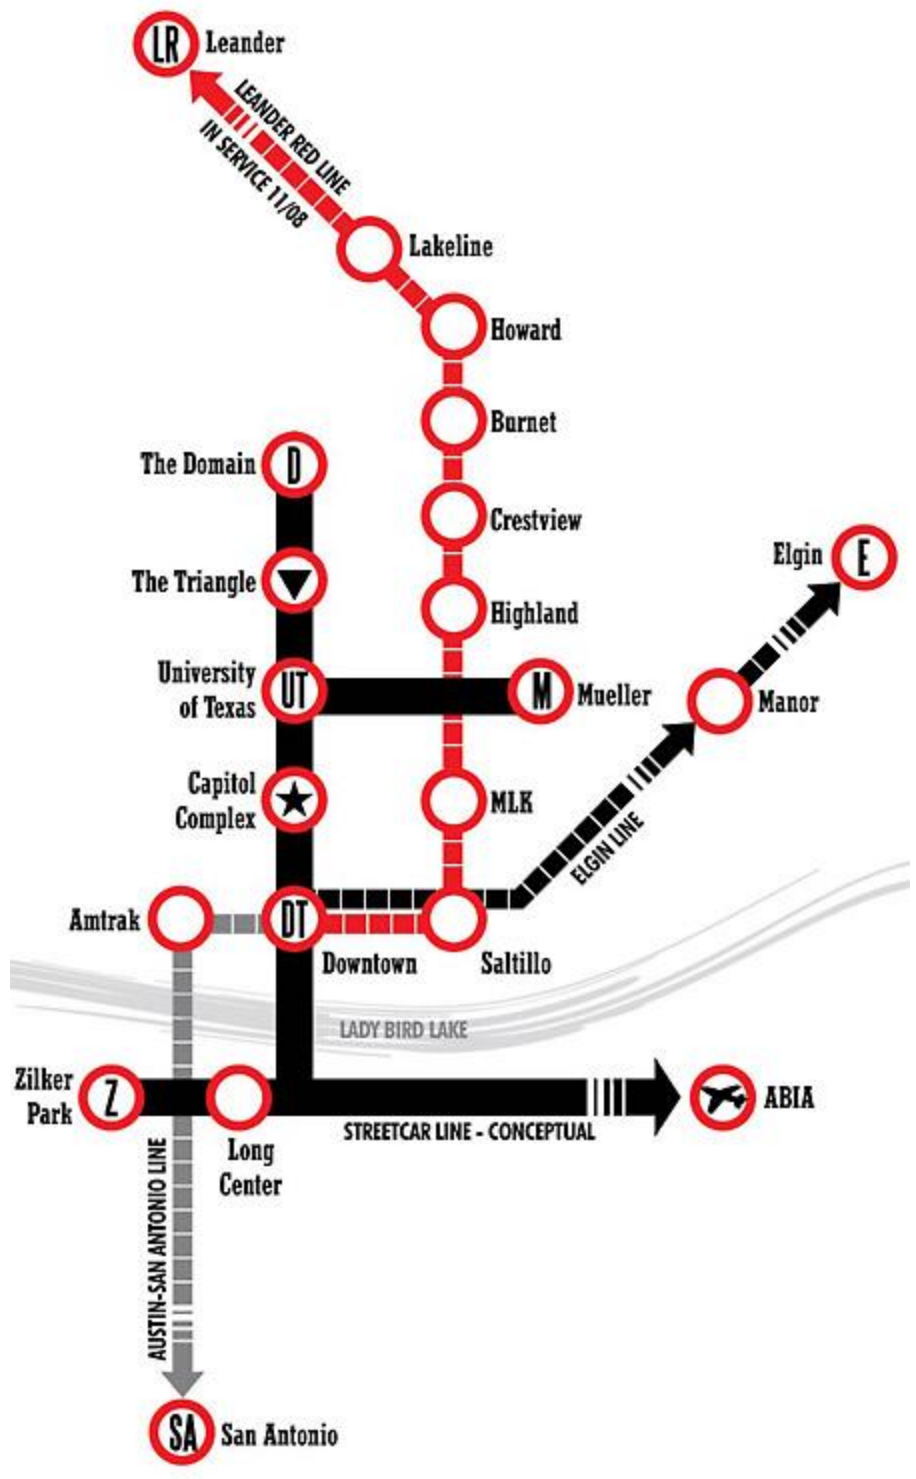 LR
Leander
LEANDER RED LINE
IN SERVICE 11/08
Lakeline
Howard
Burnet
The Domain
D
Crestview
Elgin
E
The Triangle
Highland
University
of Texas
UT
M
Mueller
Manor
Capitol
Complex
MLK
ELGIN LINE
Amtrak
DT
Downtown
Saltillo
LADY BIRD LAKE
Zilker
Park
Z
ABIA
STREETCAR LINE - CONCEPTUAL
Long
Center
AUSTIN-SAN ANTONIO LINE
SA
San Antonio